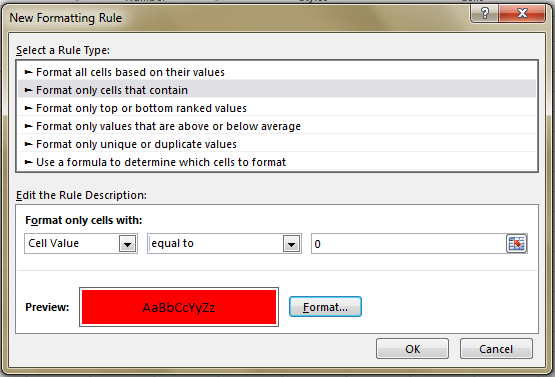 New Formatting Rule
?
Select a Rule Type:
► Format all cells based on their values
► Format only cells that contain
► Format only top or bottom ranked values
► Format only values that are above or below average
► Format only unique or duplicate values
► Use a formula to determine which cells to format
Edit the Rule Description:
Format only cells with:
Cell Value equal to 0
Preview: AaBbCcYyZz Format...
OK Cancel